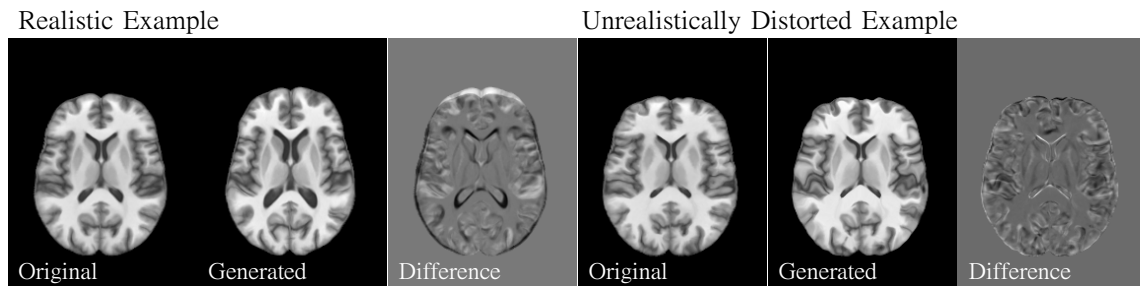 Realistic Example
Unrealistically Distorted Example
Original
Generated
Difference
Original
Generated
Difference